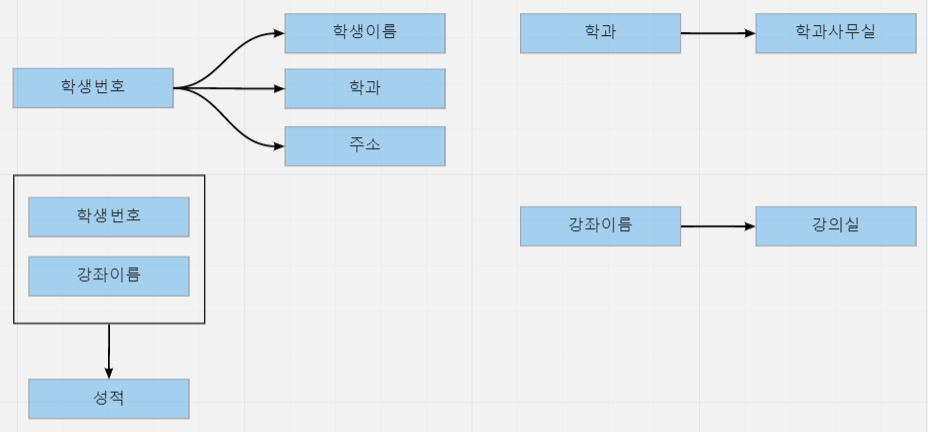 학생이름
학생번호
학과
주소
학과
학과사무실
학생번호
강좌이름
성적
강좌이름
강의실